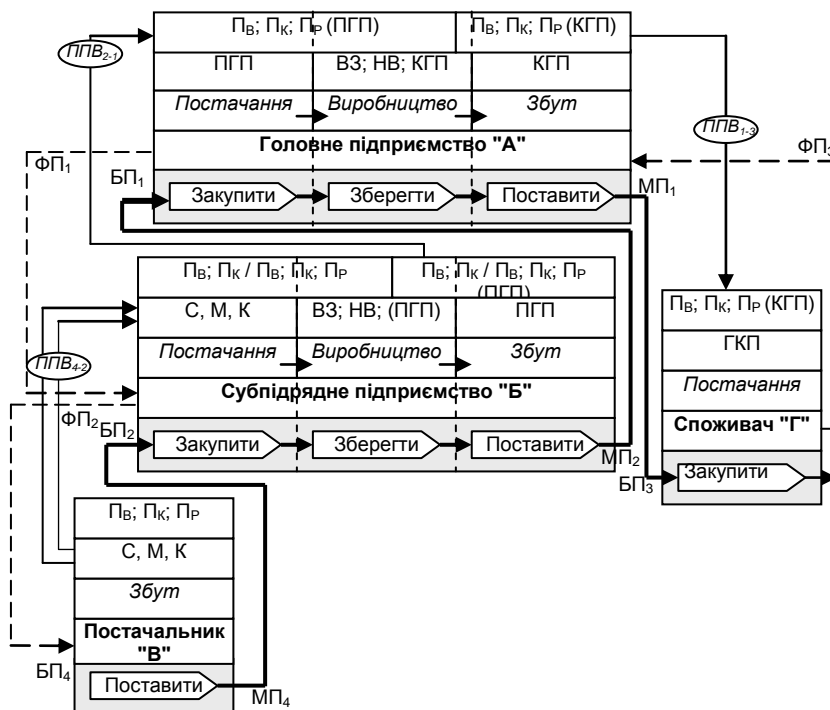 ППВ2-1
ПВ; ПК; ПР (ПГП)
ПВ; ПК; ПР (КГП)
ПГП
ВЗ; НВ; КГП
КГП
Постачання
Виробництво
Збут
Головне підприємство "А"
ФП1
БП1
Закупити
Зберегти
Поставити
МП1
ППВ1-3
ФП3
ПВ; ПК / ПВ; ПК; ПР
ПВ; ПК / ПВ; ПК; ПР
(ПГП)
С, М, К
ВЗ; НВ; (ПГП)
ПГП
Постачання
Виробництво
Збут
Субпідрядне підприємство "Б"
ППВ4-2
ФП2
БП2
Закупити
Зберегти
Поставити
МП2
ПВ; ПК; ПР (КГП)
ГКП
Постачання
Споживач "Г"
БП3
Закупити
ПВ; ПК; ПР
С, М, К
Збут
Постачальник
"В"
БП4
Поставити
МП4